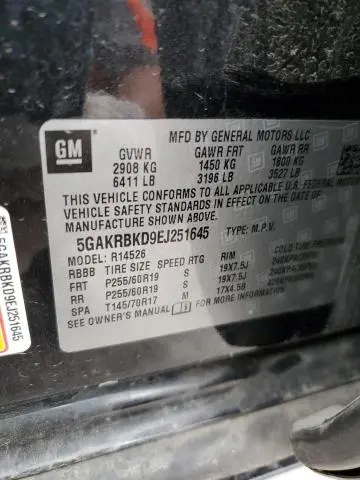 GM
MFD BY GENERAL MOTORS LLC
GVWR GAWR FRT GAWR RR
2908 KG 1450 KG 1600 KG
6411 LB 3196 LB 3527 LB
THIS VEHICLE CONFORMS TO ALL APPLICABLE U.S. FEDERAL MOTOR
VEHICLE SAFETY STANDARDS IN EFFECT ON THE DATE OF
MANUFACTURE SHOWN ABOVE.
5GAKRBKD9EJ251645 TYPE: M.P.V.
MODEL: R14526
RBBB TIRE SIZE SPEED RTG RIM COLD TIRE PRESSURE
FRT P255/60R19 S 19X7.5J
RR P255/60R19 S 19X7.5J
SPA T145/70R17 M 17X4.5B
SEE OWNER'S MANUAL FOR MORE INFORMATION
5GAKRBKD9EJ251645